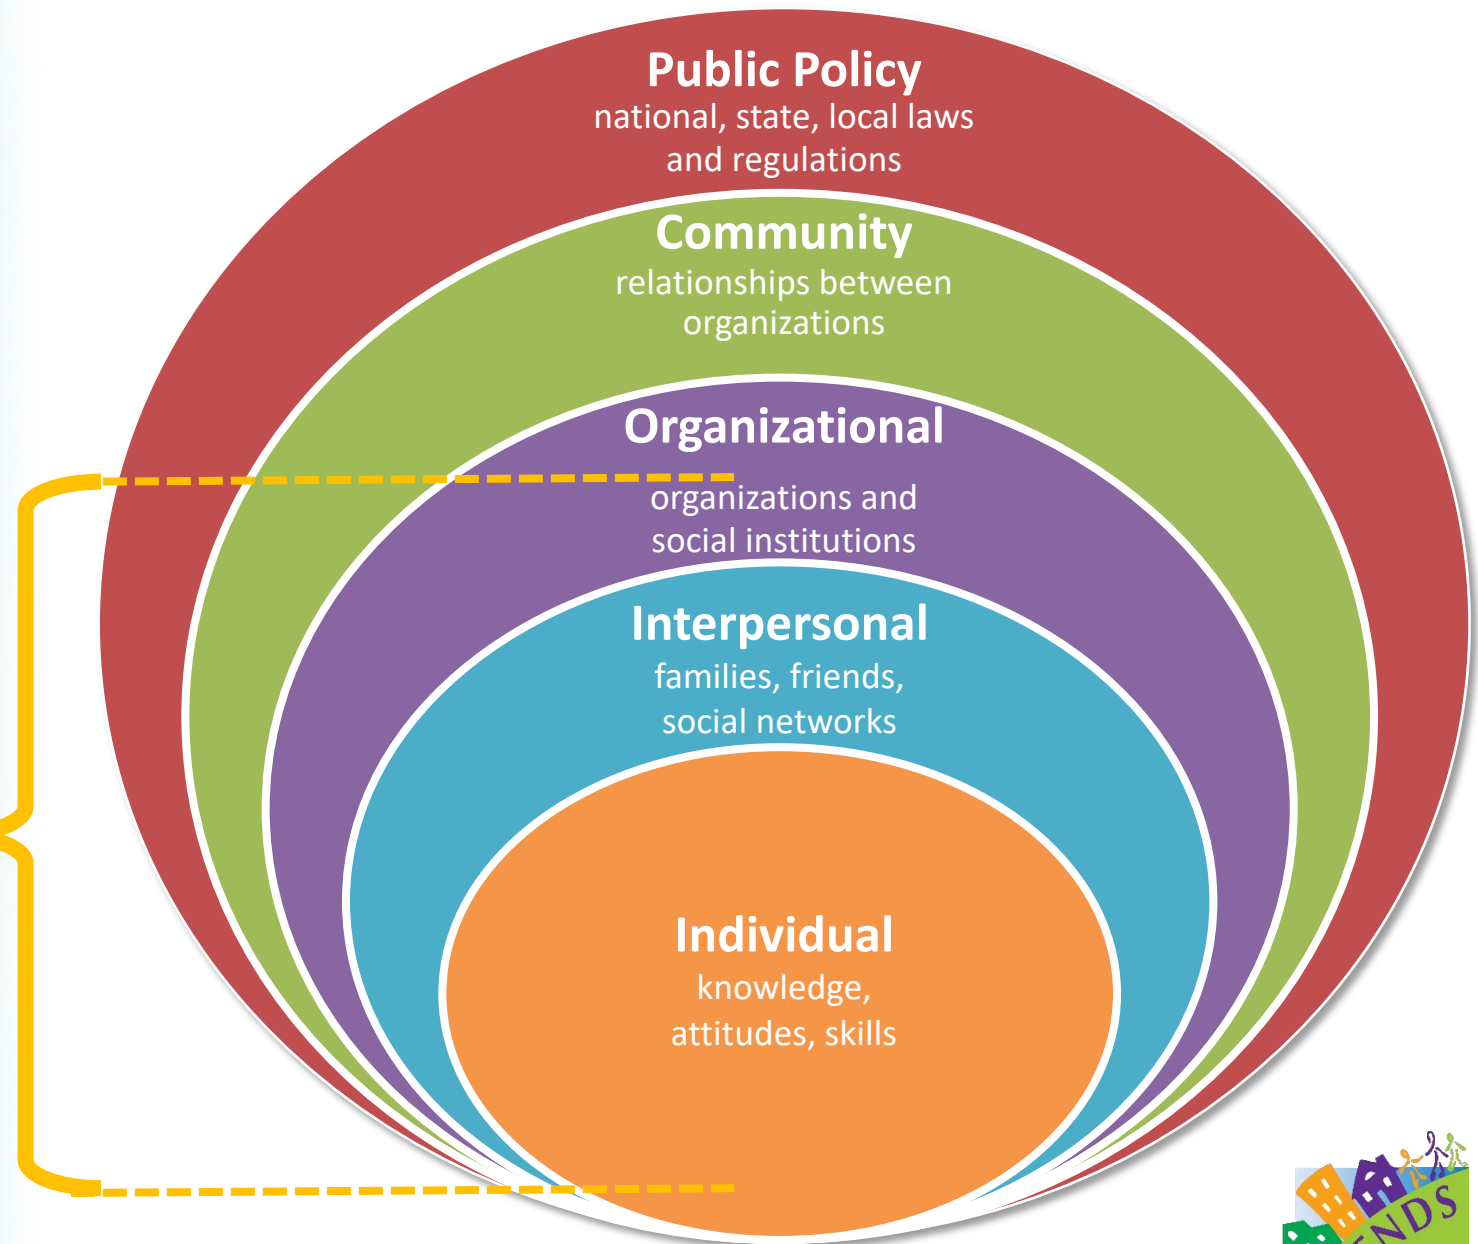 Public Policy
national, state, local laws
and regulations
Community
relationships between
organizations
Organizational
organizations and
social institutions
Interpersonal
families, friends,
social networks
Individual
knowledge,
attitudes, skills